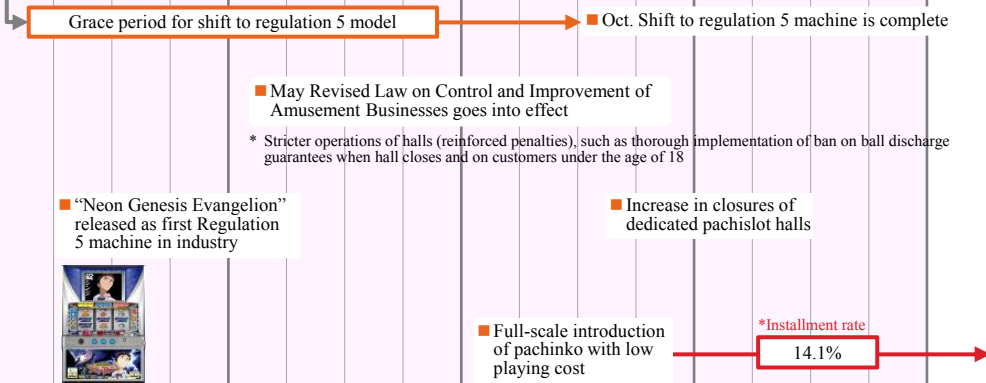 Grace period for shift to regulation 5 model
■ Oct. Shift to regulation 5 machine is complete
■ May Revised Law on Control and Improvement of
Amusement Businesses goes into effect
* Stricter operations of halls (reinforced penalties), such as thorough implementation of ban on ball discharge
guarantees when hall closes and on customers under the age of 18
■ “Neon Genesis Evangelion”
released as first Regulation
5 machine in industry
■ Increase in closures of
dedicated pachislot halls
■ Full-scale introduction
of pachinko with low
playing cost
*Installment rate
14.1%